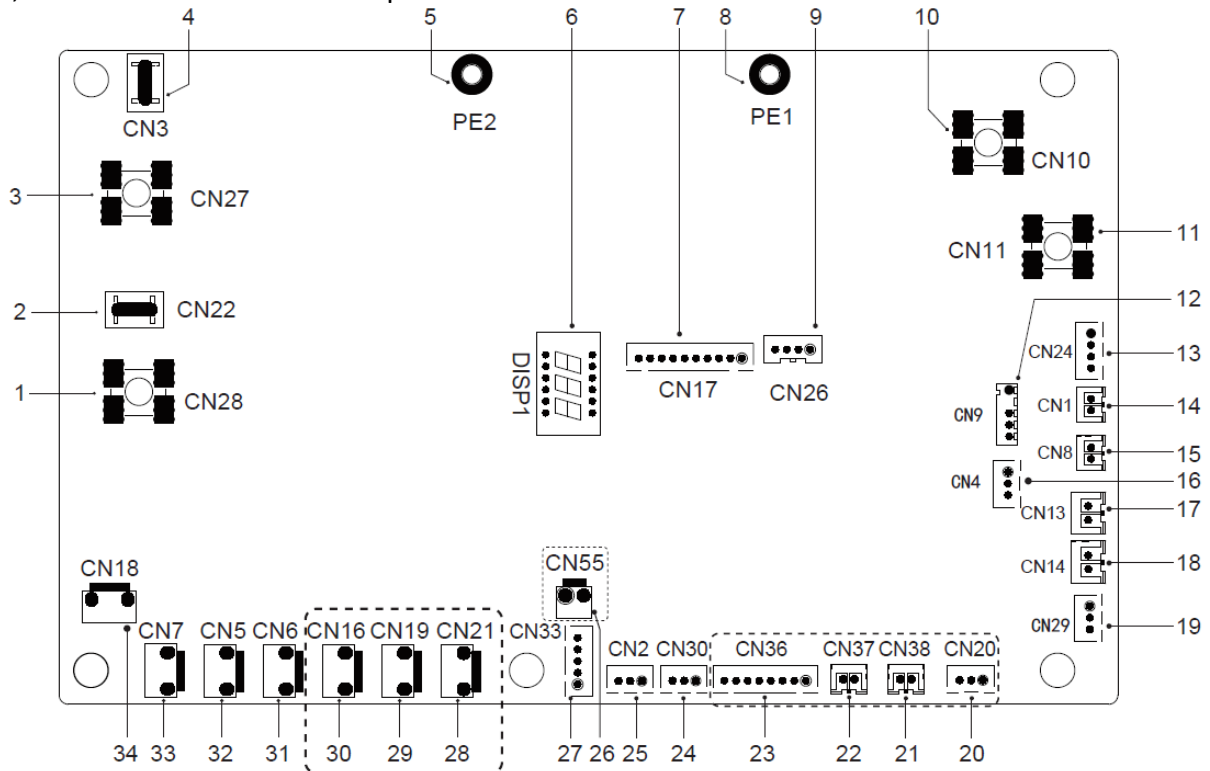 4 5 6 7 8 9 10
CN3 PE2 PE1
CN10
3 CN27
CN11 11
2 CN22
12
CN24 13
DISP1
CN17 CN26
1 CN28
CN9 CN1 14
CN8 15
CN4 16
CN13 17
CN18 CN55
CN14 18
CN7 CN5 CN6 CN16 CN19 CN21 CN33 CN2 CN30 CN36 CN37 CN38 CN20
CN29 19
34 33 32 31 30 29 28 27 26 25 24 23 22 21 20